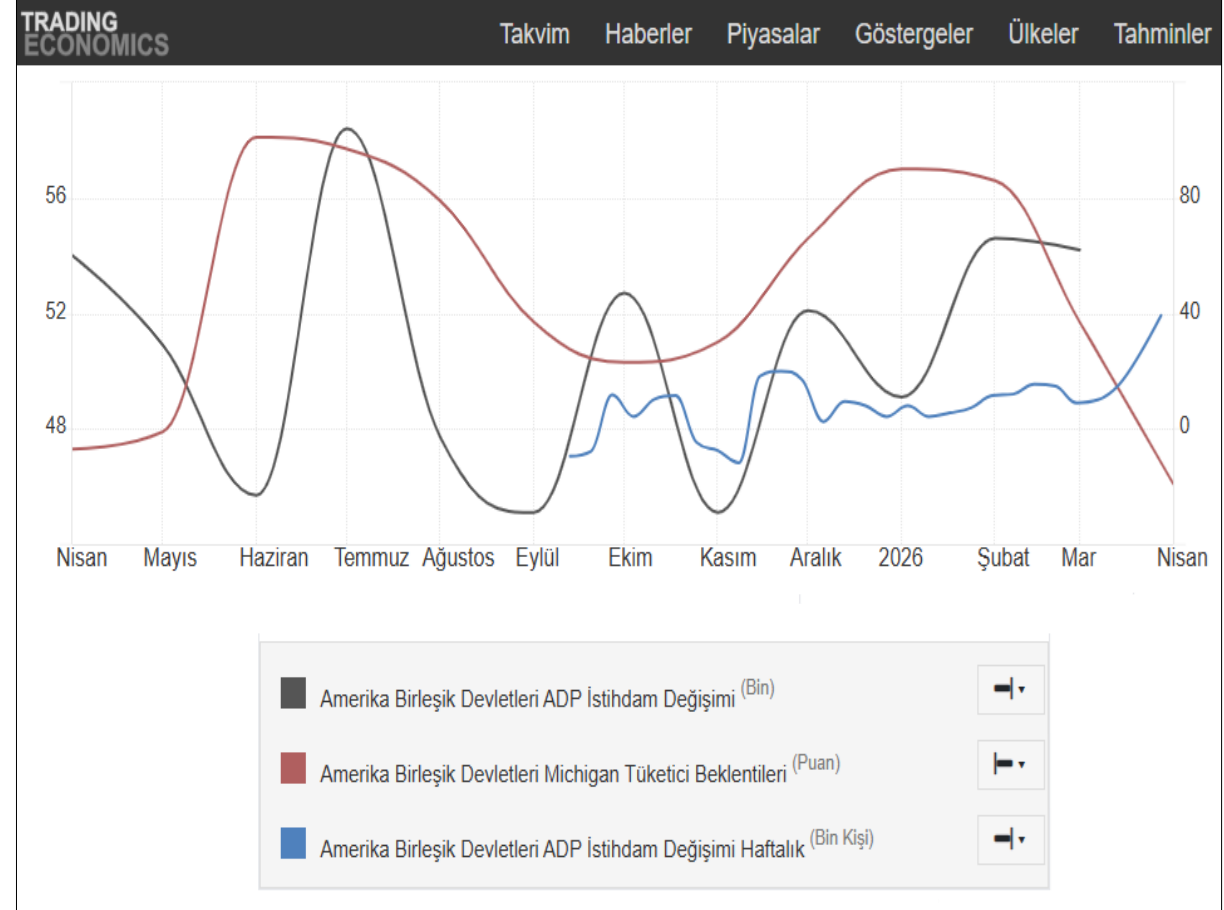 TRADING
ECONOMICS
Takvim Haberler Piyasalar Göstergeler Ülkeler Tahminler
56 80
52 40
48 0
Nisan Mayıs Haziran Temmuz Ağustos Eylül Ekim Kasım Aralık 2026 Şubat Mar Nisan
Amerika Birleşik Devletleri ADP İstihdam Değişimi (Bin)
Amerika Birleşik Devletleri Michigan Tüketici Beklentileri (Puan)
Amerika Birleşik Devletleri ADP İstihdam Değişimi Haftalık (Bin Kişi)